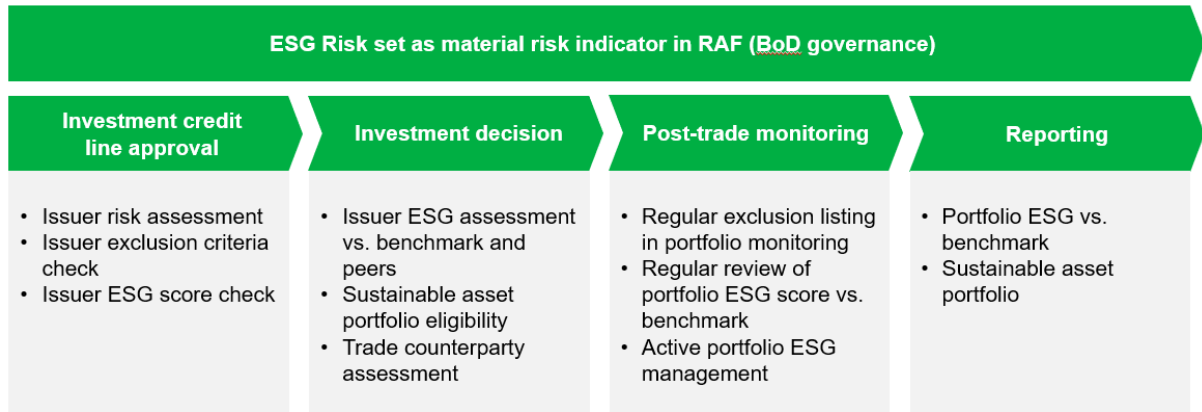 ESG Risk set as material risk indicator in RAF (BoD governance)
Investment credit
line approval
• Issuer risk assessment
• Issuer exclusion criteria
check
• Issuer ESG score check
Investment decision
• Issuer ESG assessment
vs. benchmark and
peers
• Sustainable asset
portfolio eligibility
• Trade counterparty
assessment
Post-trade monitoring
• Regular exclusion listing
in portfolio monitoring
• Regular review of
portfolio ESG score vs.
benchmark
• Active portfolio ESG
management
Reporting
• Portfolio ESG vs.
benchmark
• Sustainable asset
portfolio